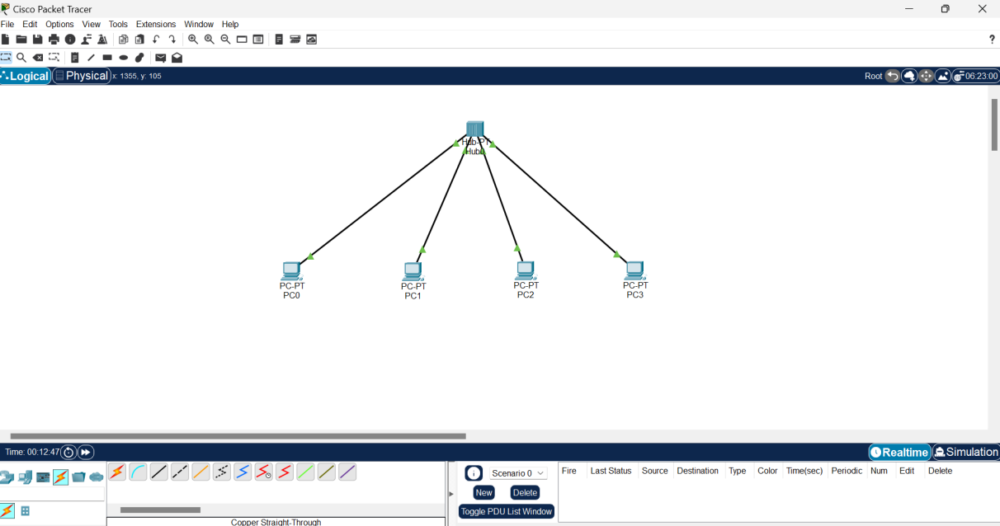 Cisco Packet Tracer
File Edit Options View Tools Extensions Window Help
?
Logical Physical x: 1355, y: 105 Root 06:23:00
Hub-PT
Hub0
PC-PT
PC0
PC-PT
PC1
PC-PT
PC2
PC-PT
PC3
Time: 00:12:47 Realtime Simulation
Scenario 0
New Delete
Toggle PDU List Window
Fire Last Status Source Destination Type Color Time(sec) Periodic Num Edit Delete
Copper Straight-Through